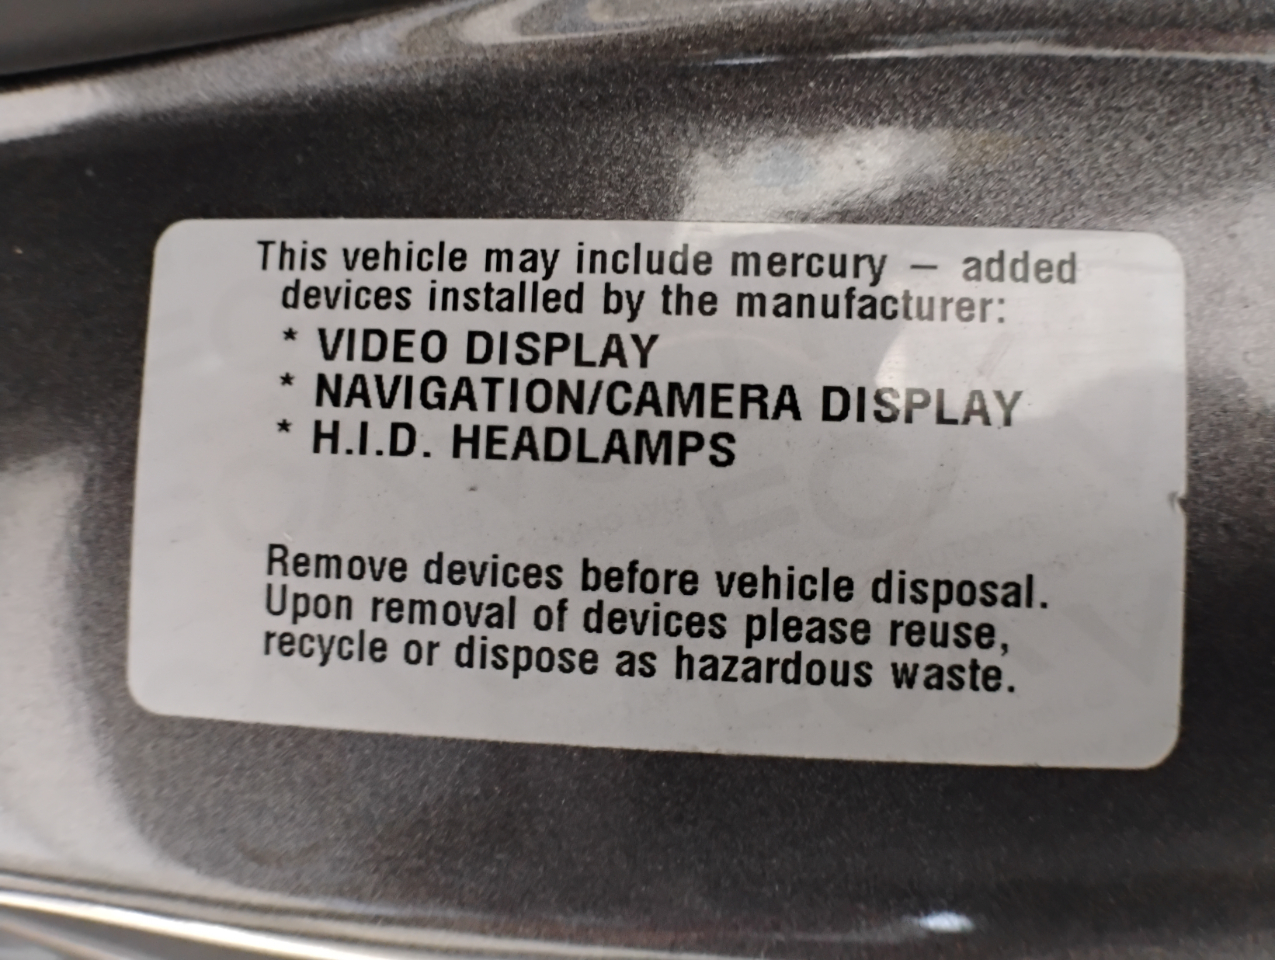 This vehicle may include mercury – added
devices installed by the manufacturer:
* VIDEO DISPLAY
* NAVIGATION/CAMERA DISPLAY
* H.I.D. HEADLAMPS
Remove devices before vehicle disposal.
Upon removal of devices please reuse,
recycle or dispose as hazardous waste.